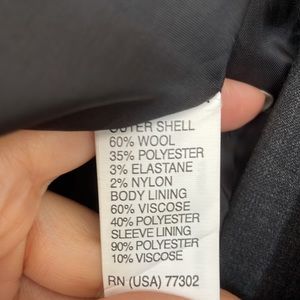 OUTER SHELL
60% WOOL
35% POLYESTER
3% ELASTANE
2% NYLON
BODY LINING
60% VISCOSE
40% POLYESTER
SLEEVE LINING
90% POLYESTER
10% VISCOSE
RN (USA) 77302